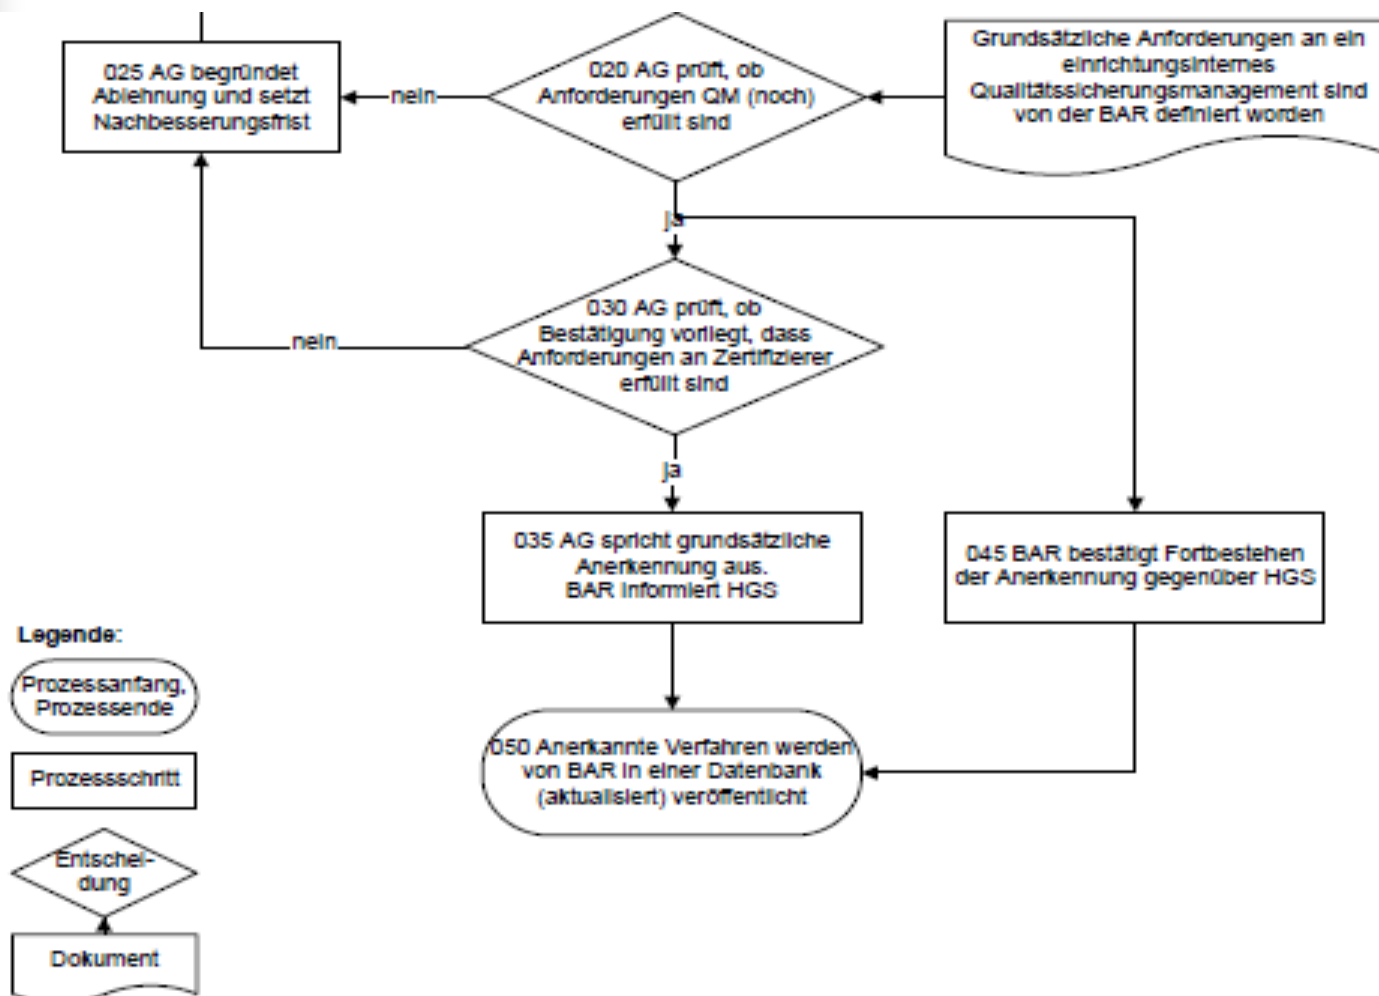 025 AG begründet
Ablehnung und setzt
Nachbesserungsfrist
nein
020 AG prüft, ob
Anforderungen QM (noch)
erfüllt sind
Grundsätzliche Anforderungen an ein
einrichtungsinternes
Qualitätssicherungsmanagement sind
von der BAR definiert worden
ja
030 AG prüft, ob
Bestätigung vorliegt, dass
Anforderungen an Zertifizierer
erfüllt sind
nein
ja
035 AG spricht grundsätzliche
Anerkennung aus.
BAR informiert HGS
045 BAR bestätigt Fortbestehen
der Anerkennung gegenüber HGS
050 Anerkannte Verfahren werden
von BAR in einer Datenbank
(aktualisiert) veröffentlicht
Legende:
Prozessanfang,
Prozessende
Prozessschritt
Entschei-
dung
Dokument